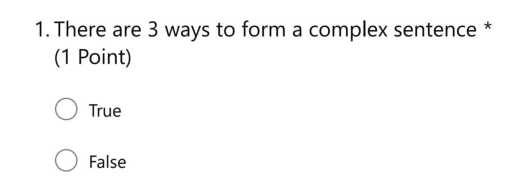 1. There are 3 ways to form a complex sentence *
(1 Point)
True
False